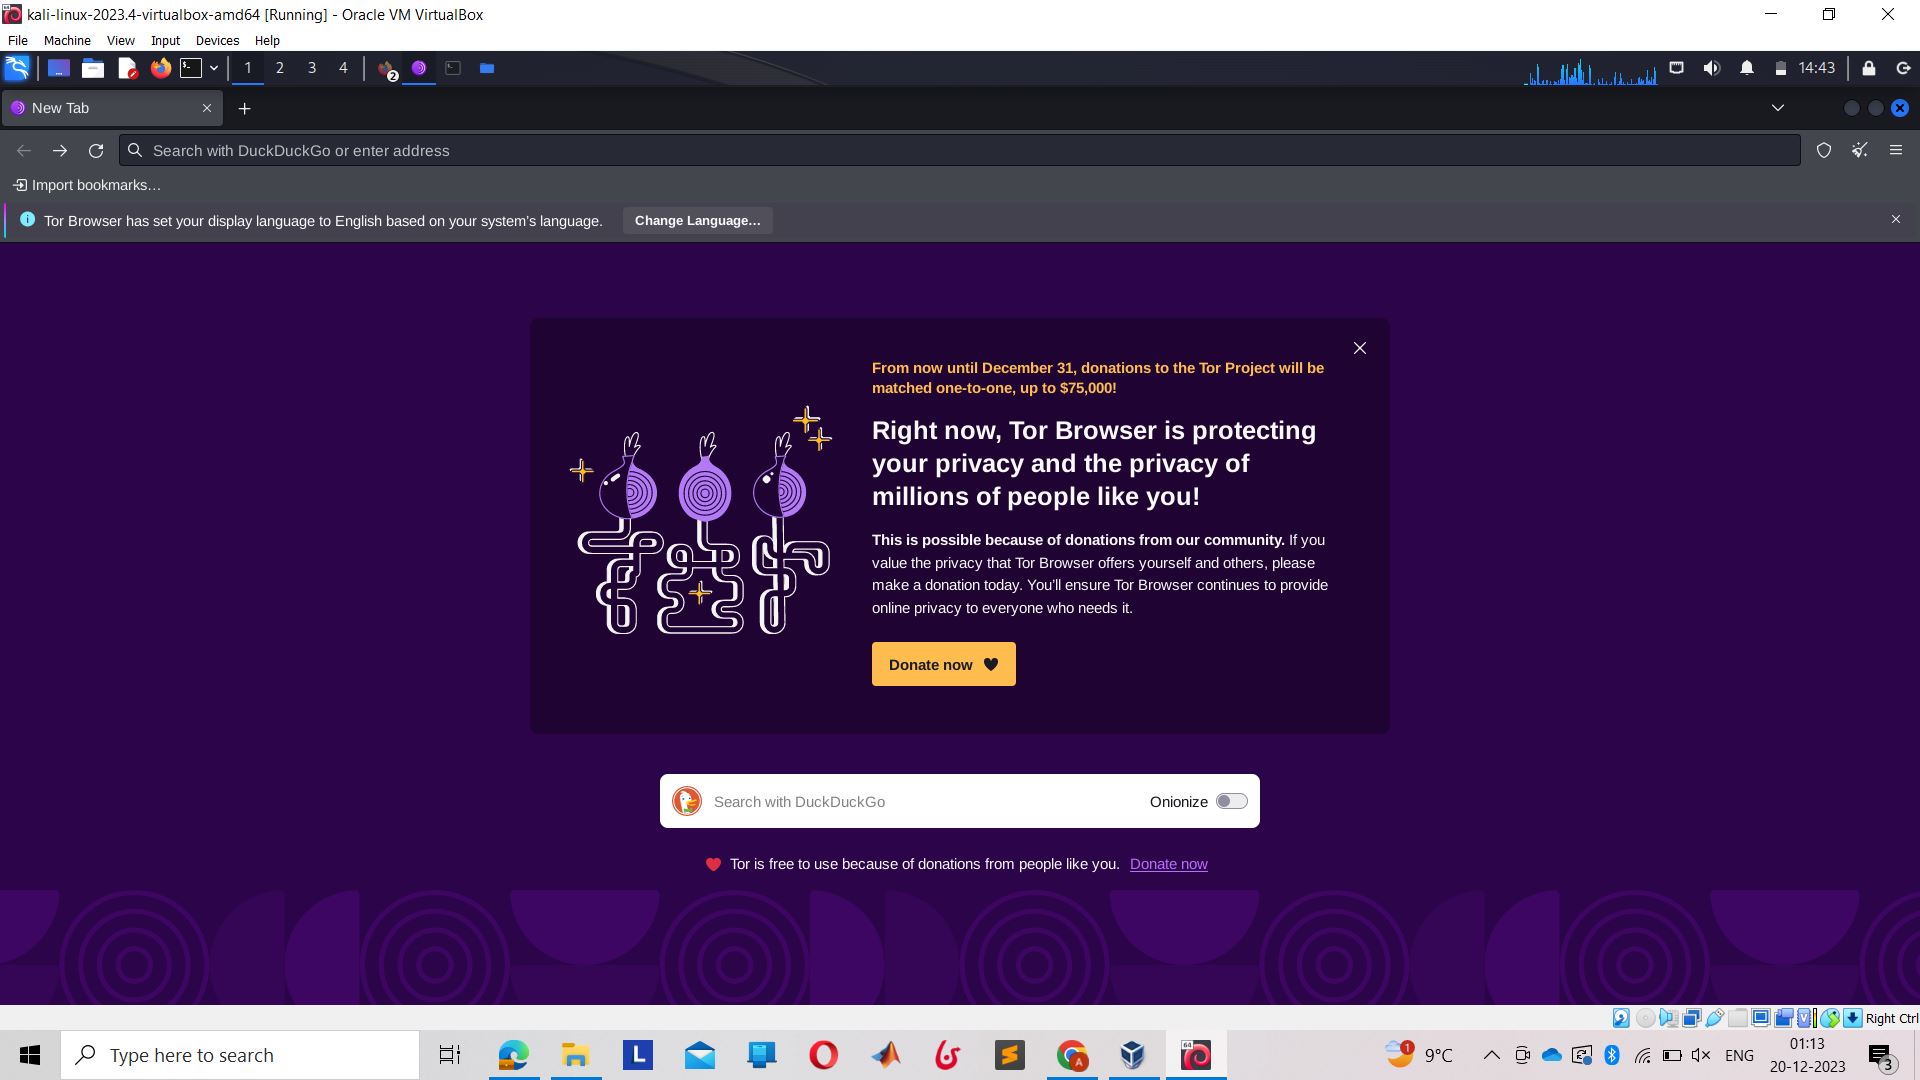 kali-linux-2023.4-virtualbox-amd64 [Running] - Oracle VM VirtualBox
File Machine View Input Devices Help
1 2 3 4 2 14:43
New Tab
Search with DuckDuckGo or enter address
Import bookmarks…
Tor Browser has set your display language to English based on your system's language. Change Language…
From now until December 31, donations to the Tor Project will be
matched one-to-one, up to $75,000!
Right now, Tor Browser is protecting
your privacy and the privacy of
millions of people like you!
This is possible because of donations from our community. If you
value the privacy that Tor Browser offers yourself and others, please
make a donation today. You'll ensure Tor Browser continues to provide
online privacy to everyone who needs it.
Donate now
Search with DuckDuckGo Onionize
Tor is free to use because of donations from people like you. Donate now
Right Ctrl
Type here to search L 64 1 9°C ENG 01:13
20-12-2023 3